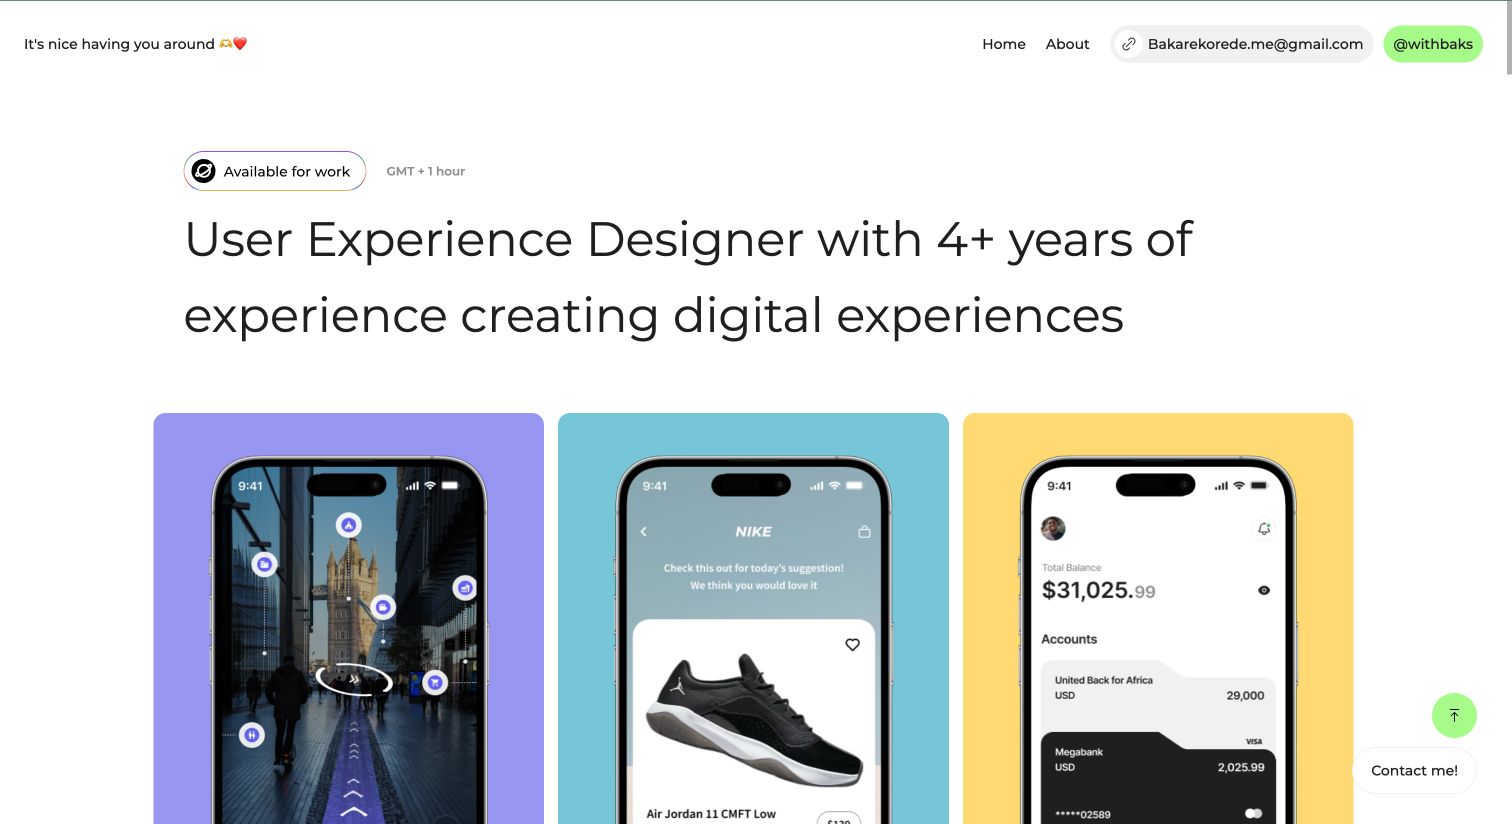 It's nice having you around 🫶❤️
Home
About
Bakarekorede.me@gmail.com
@withbaks
Available for work
GMT + 1 hour
User Experience Designer with 4+ years of
experience creating digital experiences
9:41
9:41
NIKE
Check this out for today's suggestion!
We think you would love it
Air Jordan 11 CMFT Low
9:41
Total Balance
$31,025.99
Accounts
United Back for Africa
USD
29,000
VISA
Megabank
USD
2,025.99
*****02589
Contact me!